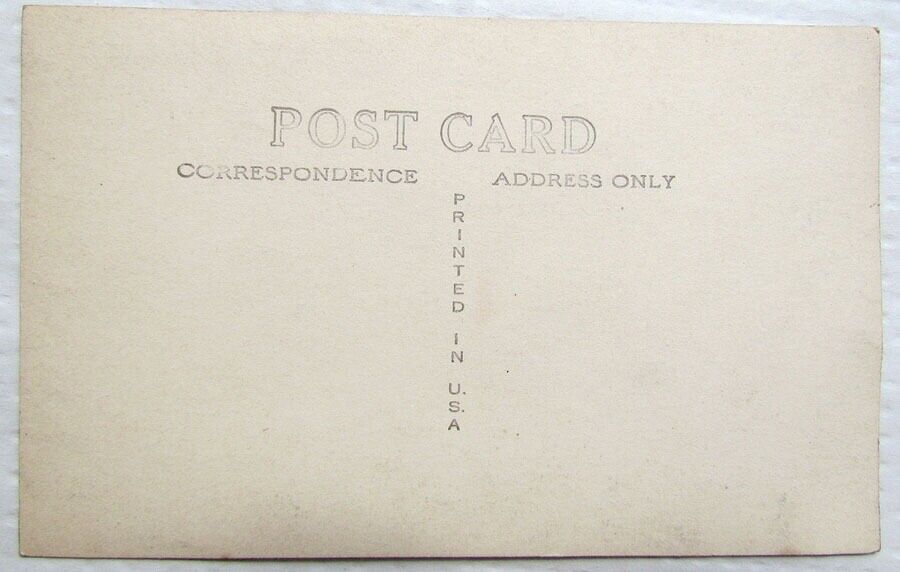 POST CARD
CORRESPONDENCE ADDRESS ONLY
PRINTED IN U.S.A